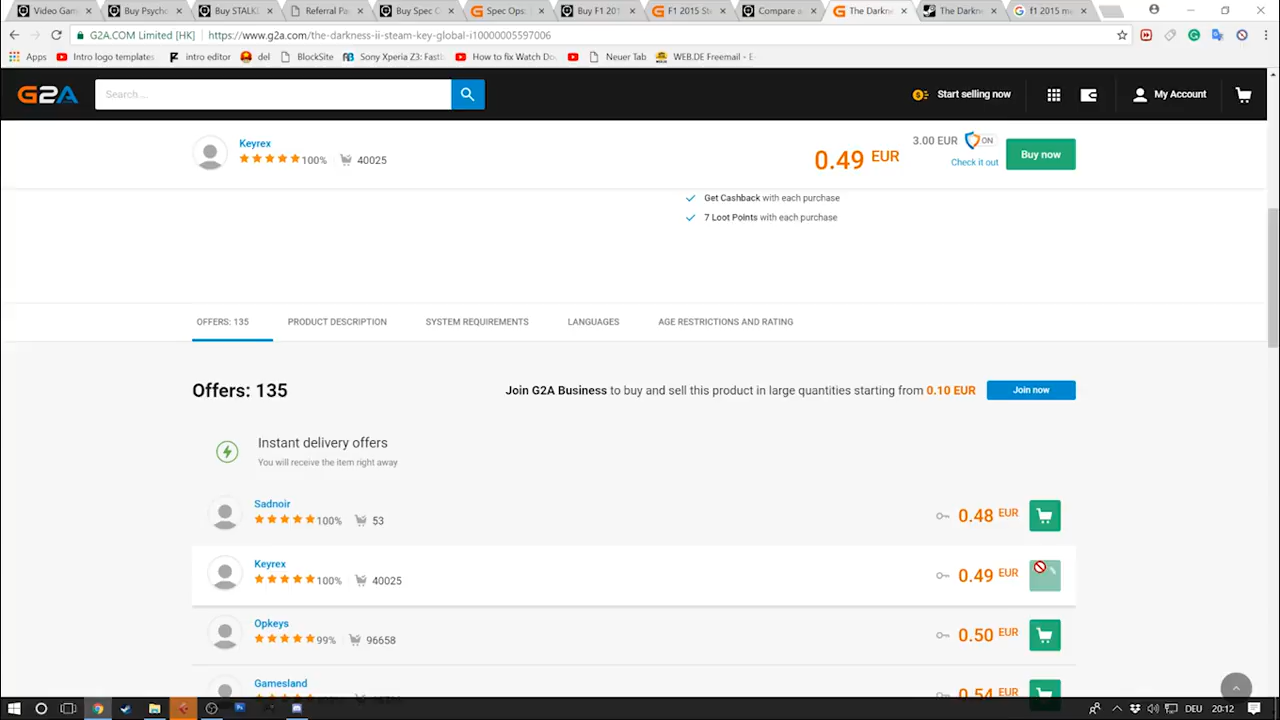 Video Gam
Buy Psycho
Buy STALKE
Referral Pa
Buy Spec O
Spec Ops:
Buy F1 201
F1 2015 Ste
Compare a
The Darkne
The Darkne
f1 2015 me
G2A.COM Limited [HK]
https://www.g2a.com/the-darkness-ii-steam-key-global-i10000005597006
Apps
Intro logo templates
intro editor
del
BlockSite
Sony Xperia Z3: Fastb
How to fix Watch Do
Neuer Tab
WEB.DE Freemail - E
G2A
Search ...
Start selling now
My Account
Keyrex
100%
40025
0.49 EUR
3.00 EUR
ON
Check it out
Buy now
Get Cashback with each purchase
7 Loot Points with each purchase
OFFERS: 135
PRODUCT DESCRIPTION
SYSTEM REQUIREMENTS
LANGUAGES
AGE RESTRICTIONS AND RATING
Offers: 135
Join G2A Business to buy and sell this product in large quantities starting from 0.10 EUR
Join now
Instant delivery offers
You will receive the item right away
Sadnoir
100%
53
0.48 EUR
Keyrex
100%
40025
0.49 EUR
Opkeys
99%
96658
0.50 EUR
Gamesland
0.54 EUR
DEU
20:12